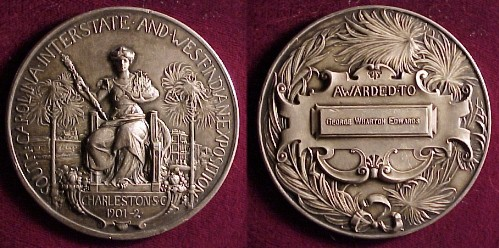 SOUTH·CAROLINA·INTERSTATE·AND·WEST·INDIAN·EXPOSITION
CHARLESTON·S·C
1901-2·
AWARDED·TO
GEORGE WHARTON EDWARDS